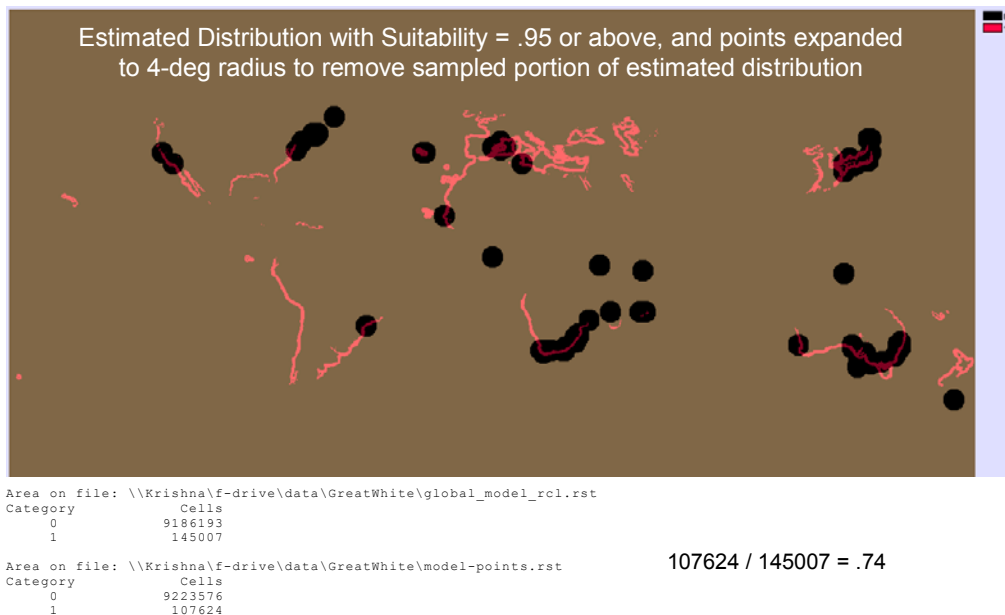 Estimated Distribution with Suitability = .95 or above, and points expanded
to 4-deg radius to remove sampled portion of estimated distribution
Area on file: \\Krishna\f-drive\data\GreatWhite\global_model_rcl.rst
Category Cells
0 9186193
1 145007
Area on file: \\Krishna\f-drive\data\GreatWhite\model-points.rst
Category Cells
0 9223576
1 107624
107624 / 145007 = .74